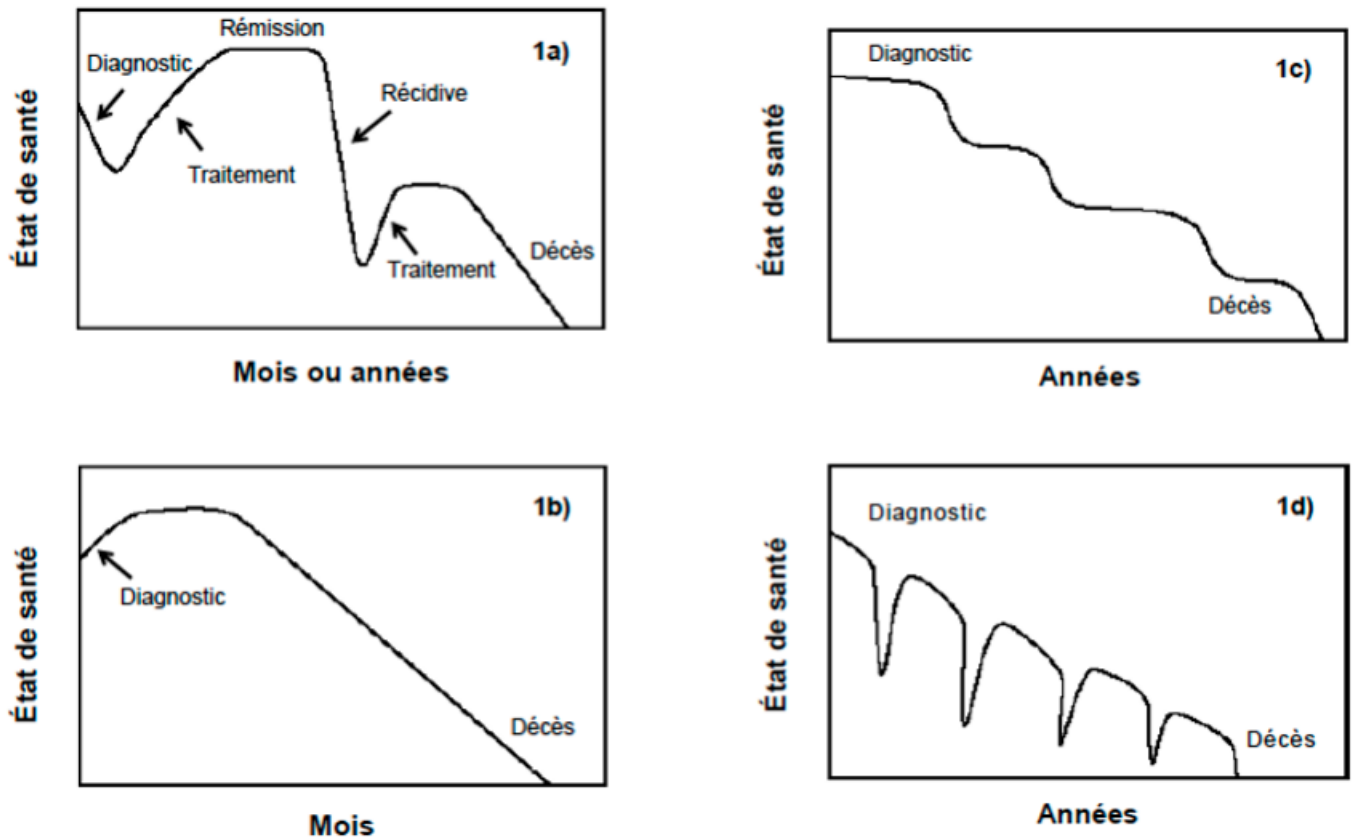 Rémission
1a)
Diagnostic
Récidive
Traitement
Traitement
Décès
État de santé
Mois ou années
1c)
Diagnostic
Décès
État de santé
Années
1b)
Diagnostic
Décès
État de santé
Mois
1d)
Diagnostic
Décès
État de santé
Années